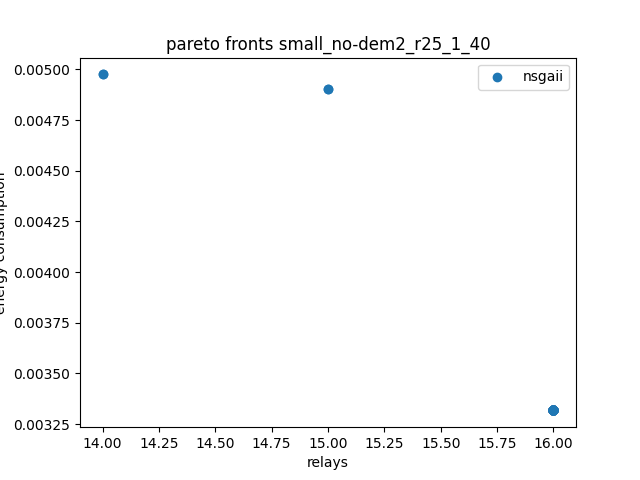 pareto fronts small_no-dem2_r25_1_40
nsgaii
0.00500
0.00475
0.00450
0.00425
0.00400
0.00375
0.00350
0.00325
energy consumption
14.00 14.25 14.50 14.75 15.00 15.25 15.50 15.75 16.00
relays